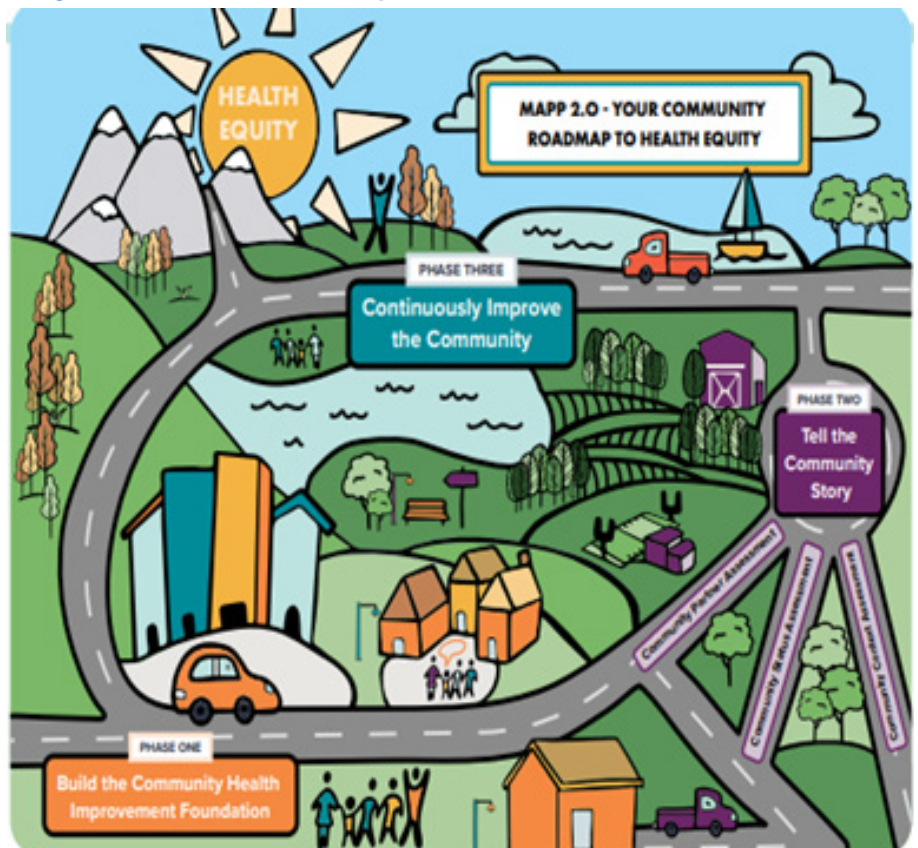 HEALTH
EQUITY
MAPP 2.0 - YOUR COMMUNITY
ROADMAP TO HEALTH EQUITY
PHASE THREE
Continuously Improve
the Community
PHASE TWO
Tell the
Community
Story
Community Partner Assessment
Community Status Assessment
Community Context Assessment
PHASE ONE
Build the Community Health
Improvement Foundation